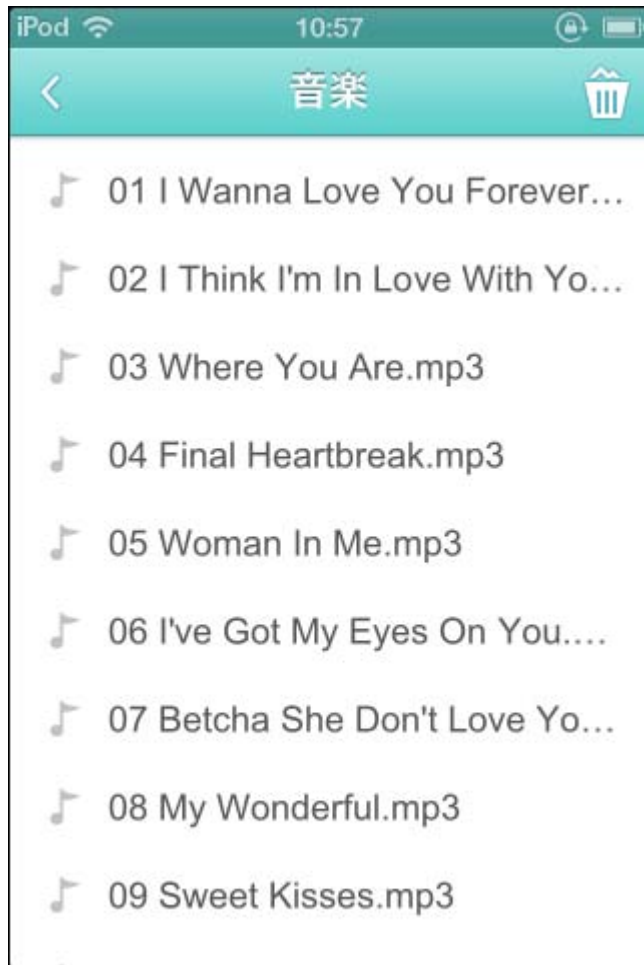 iPod 10:57
音楽
01 I Wanna Love You Forever...
02 I Think I'm In Love With Yo...
03 Where You Are.mp3
04 Final Heartbreak.mp3
05 Woman In Me.mp3
06 I've Got My Eyes On You....
07 Betcha She Don't Love Yo...
08 My Wonderful.mp3
09 Sweet Kisses.mp3